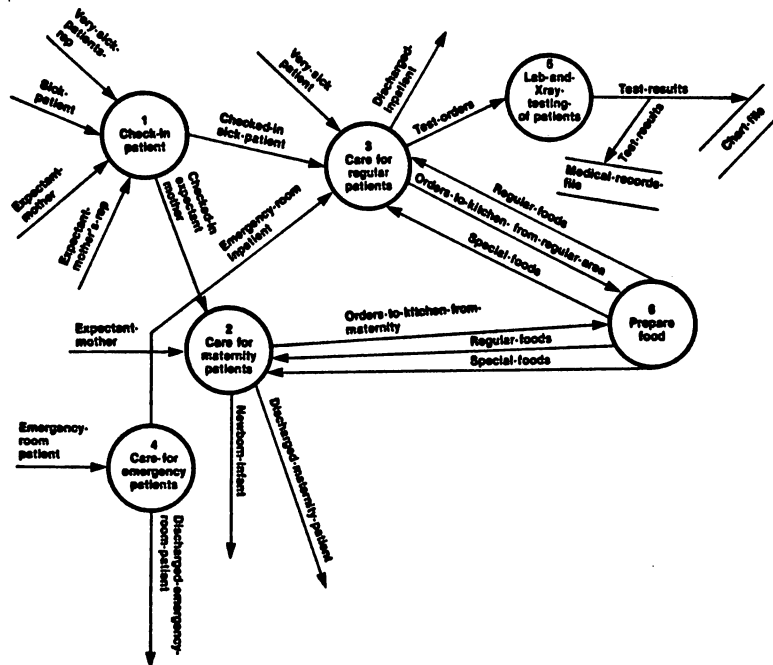 Very-sick-
patients-
rep
Sick-
patient
Expectant-
mother
Expectant-
mother's-rep
1
Check-in
patient
Checked-in
sick-patient
Checked-in
expectant
mother
Very-sick
patient
Discharged-
inpatient
3
Care for
regular
patients
Test-orders
5
Lab-and-
Xray-
testing-
of patients
Test-results
Test-results
Chart-file
Medical-records-
file
Emergency-room
inpatient
Regular-foods
Orders-to-kitchen- from-regular-area
Special-foods
6
Prepare
food
Expectant-
mother
2
Care for
maternity
patients
Orders-to-kitchen-from-
maternity
Regular-foods
Special-foods
Newborn-infant
Discharged-maternity-patient
Emergency-
room
patient
4
Care-for
emergency
patients
Discharged-emergency-
room-patient